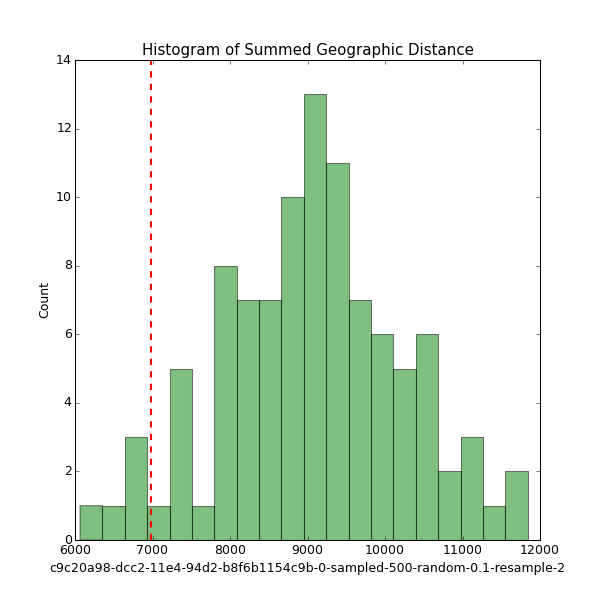 Histogram of Summed Geographic Distance
14
12
10
8
6
4
2
0
Count
6000 7000 8000 9000 10000 11000 12000
c9c20a98-dcc2-11e4-94d2-b8f6b1154c9b-0-sampled-500-random-0.1-resample-2